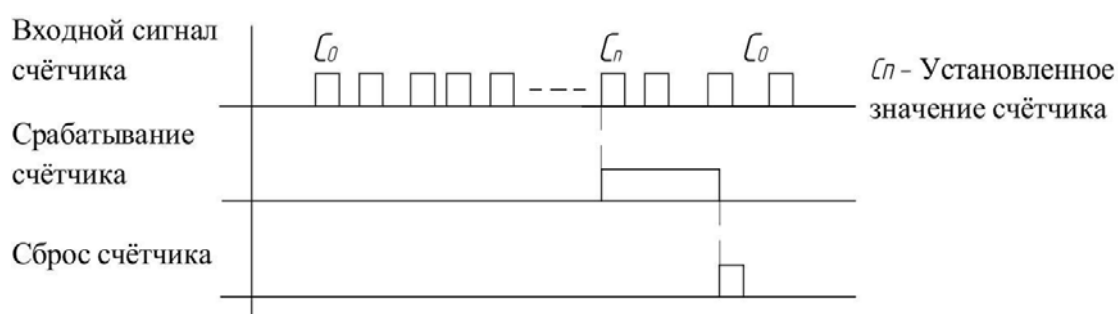 Входной сигнал
счётчика
C0
Cn
C0
Cn – Установленное
значение счётчика
Срабатывание
счётчика
Сброс счётчика